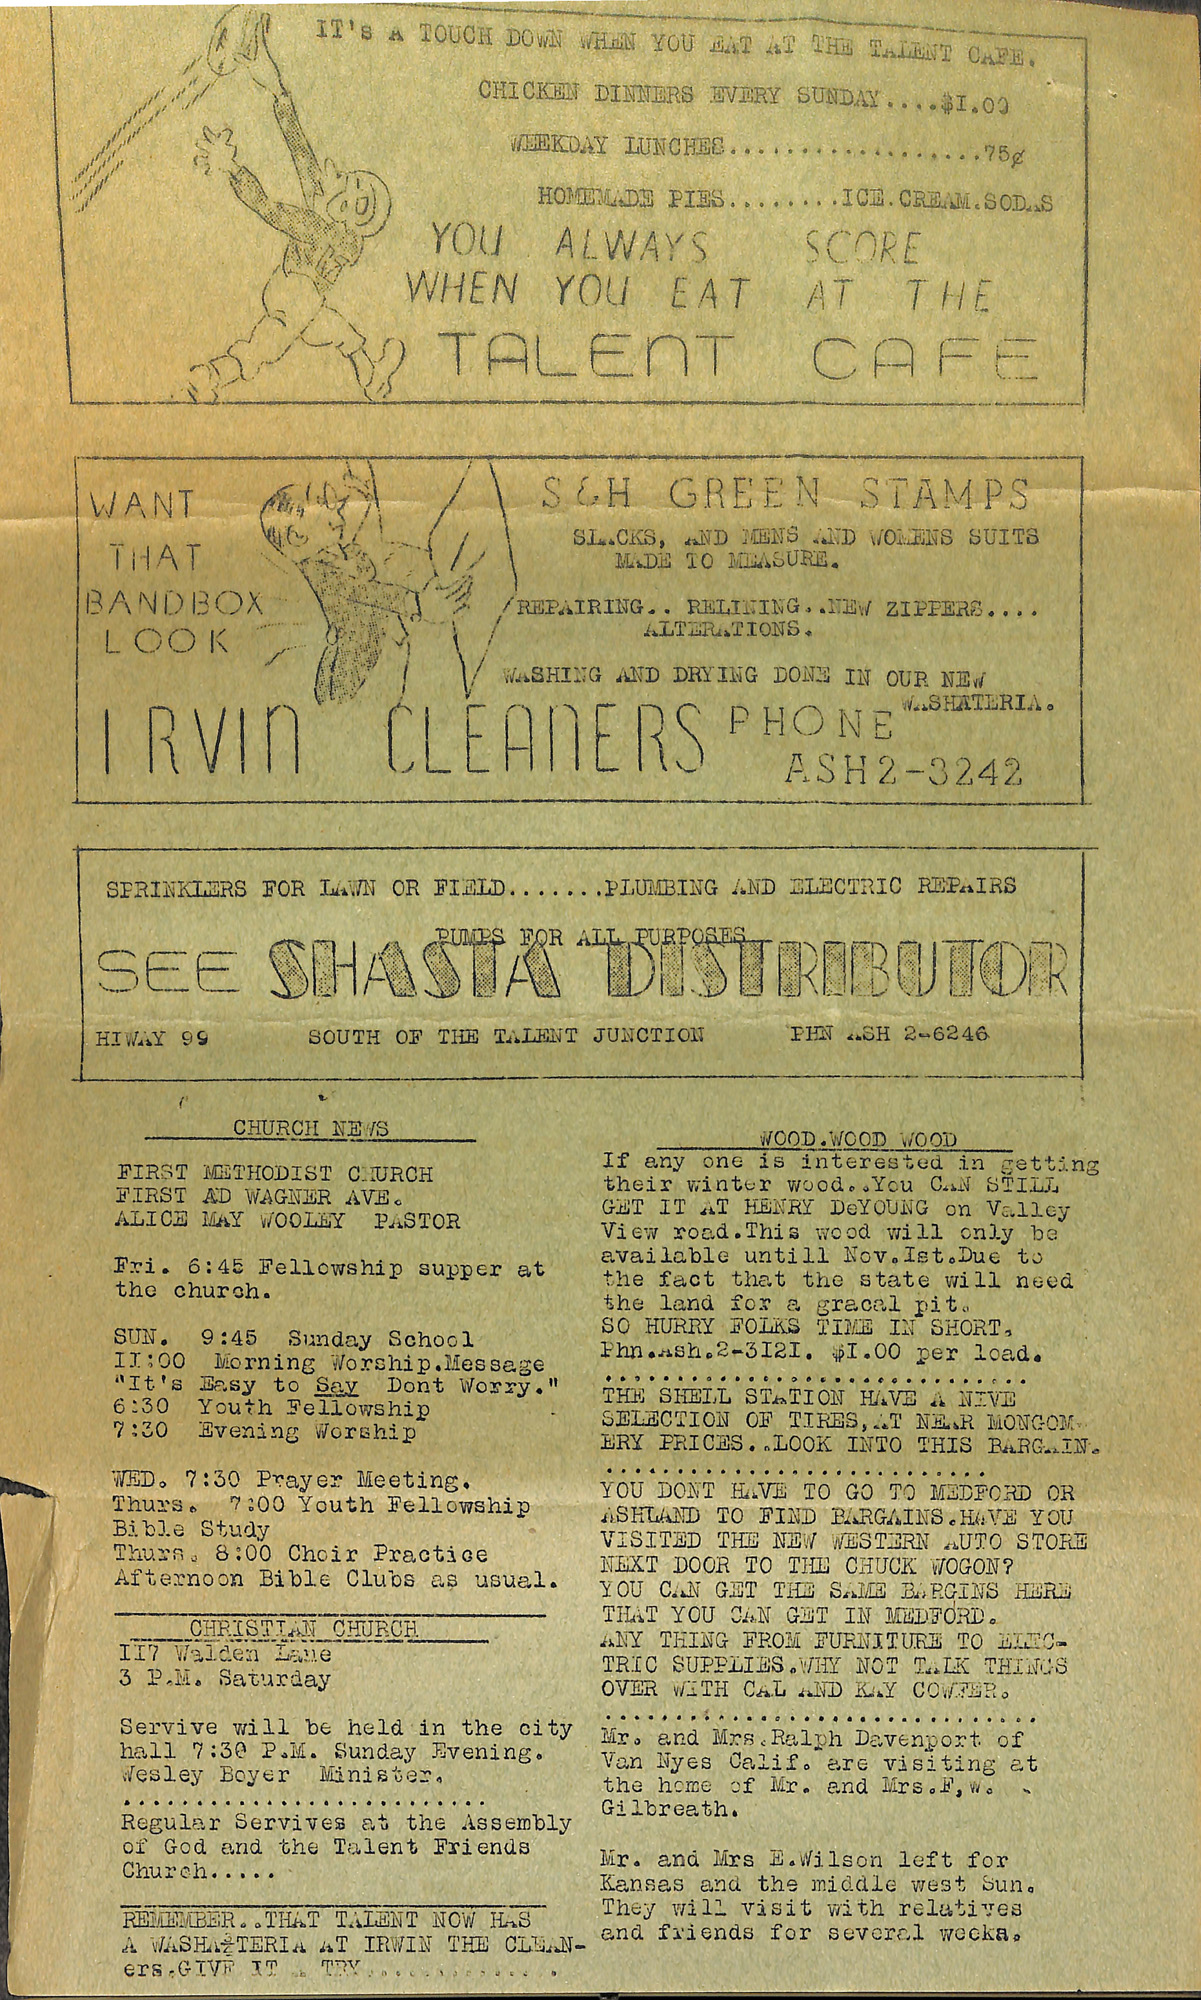 IT's A TOUCH DOWN WHEN YOU EAT AT THE TALENT CAFE.
CHICKEN DINNERS EVERY SUNDAY....$I.00
WEEKDAY LUNCHES..................75¢
HOMEMADE PIES........ICE.CREAM.SODAS
YOU ALWAYS SCORE
WHEN YOU EAT AT THE
TALENT CAFE
WANT
THAT
BANDBOX
LOOK
S&H GREEN STAMPS
SLACKS, AND MENS AND WOMENS SUITS
MADE TO MEASURE.
REPAIRING.. RELINING..NEW ZIPPERS....
ALTERATIONS.
WASHING AND DRYING DONE IN OUR NEW
WASHATERIA.
IRVIN CLEANERS PHONE
ASH2-3242
SPRINKLERS FOR LAWN OR FIELD.......PLUMBING AND ELECTRIC REPAIRS
PUMPS FOR ALL PURPOSES
SEE SHASTA DISTRIBUTOR
HIWAY 99 SOUTH OF THE TALENT JUNCTION PHN ASH 2-6246
CHURCH NEWS
FIRST METHODIST CHURCH
FIRST AD WAGNER AVE.
ALICE MAY WOOLEY PASTOR
Fri. 6:45 Fellowship supper at
the church.
SUN. 9:45 Sunday School
II:00 Morning Worship.Message
"It's Easy to Say Dont Worry."
6:30 Youth Fellowship
7:30 Evening Worship
WED. 7:30 Prayer Meeting.
Thurs. 7:00 Youth Fellowship
Bible Study
Thurs. 8:00 Choir Practice
Afternoon Bible Clubs as usual.
CHRISTIAN CHURCH
II7 Walden Lane
3 P.M. Saturday
Servive will be held in the city
hall 7:30 P.M. Sunday Evening.
Wesley Boyer Minister.
..........................
Regular Servives at the Assembly
of God and the Talent Friends
Church.....
REMEMBER..THAT TALENT NOW HAS
A WASHATERIA AT IRWIN THE CLEAN-
ers.GIVE IT A TRY..............
WOOD.WOOD WOOD
If any one is interested in getting
their winter wood..You CAN STILL
GET IT AT HENRY DeYOUNG on Valley
View road.This wood will only be
available untill Nov.Ist.Due to
the fact that the state will need
the land for a gracal pit.
SO HURRY FOLKS TIME IN SHORT.
Phn.Ash.2-3I2I. $I.00 per load.
..............................
THE SHELL STATION HAVE A NIVE
SELECTION OF TIRES,AT NEAR MONGOM-
ERY PRICES..LOOK INTO THIS BARGAIN.
...........................
YOU DONT HAVE TO GO TO MEDFORD OR
ASHLAND TO FIND BARGAINS.HAVE YOU
VISITED THE NEW WESTERN AUTO STORE
NEXT DOOR TO THE CHUCK WOGON?
YOU CAN GET THE SAME BARGINS HERE
THAT YOU CAN GET IN MEDFORD.
ANY THING FROM FURNITURE TO ELEC-
TRIC SUPPLIES.WHY NOT TALK THINGS
OVER WITH CAL AND KAY COWFER.
...............................
Mr. and Mrs.Ralph Davenport of
Van Nyes Calif. are visiting at
the home of Mr. and Mrs.F,W.
Gilbreath.
Mr. and Mrs E.Wilson left for
Kansas and the middle west Sun.
They will visit with relatives
and friends for several weeks.